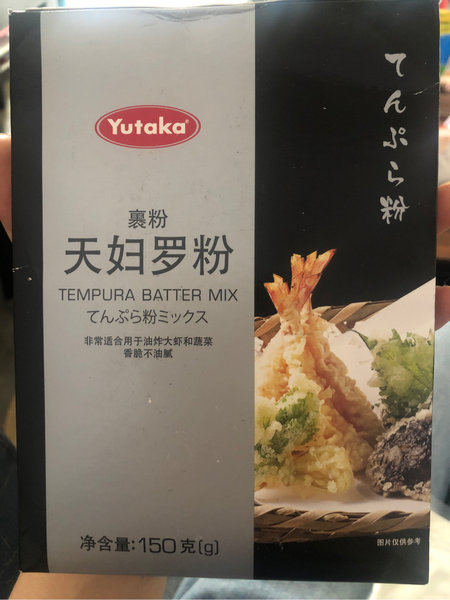 Yutaka®
裹粉
天妇罗粉
TEMPURA BATTER MIX
てんぷら粉ミックス
非常适合用于油炸大虾和蔬菜
香脆不油腻
净含量:150克(g)
てんぷら粉
图片仅供参考